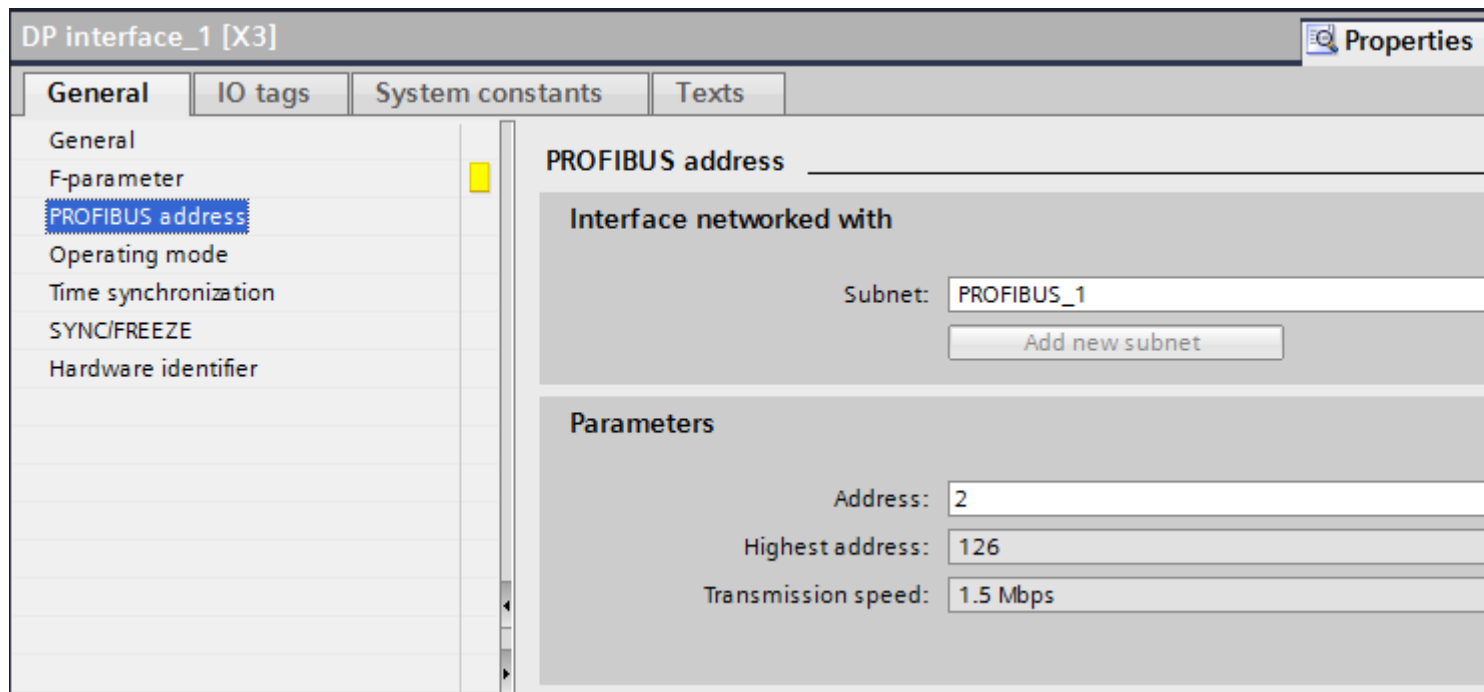 DP interface_1 [X3]
Properties
General IO tags System constants Texts
General
F-parameter
PROFIBUS address
Operating mode
Time synchronization
SYNC/FREEZE
Hardware identifier
PROFIBUS address
Interface networked with
Subnet: PROFIBUS_1
Add new subnet
Parameters
Address: 2
Highest address: 126
Transmission speed: 1.5 Mbps